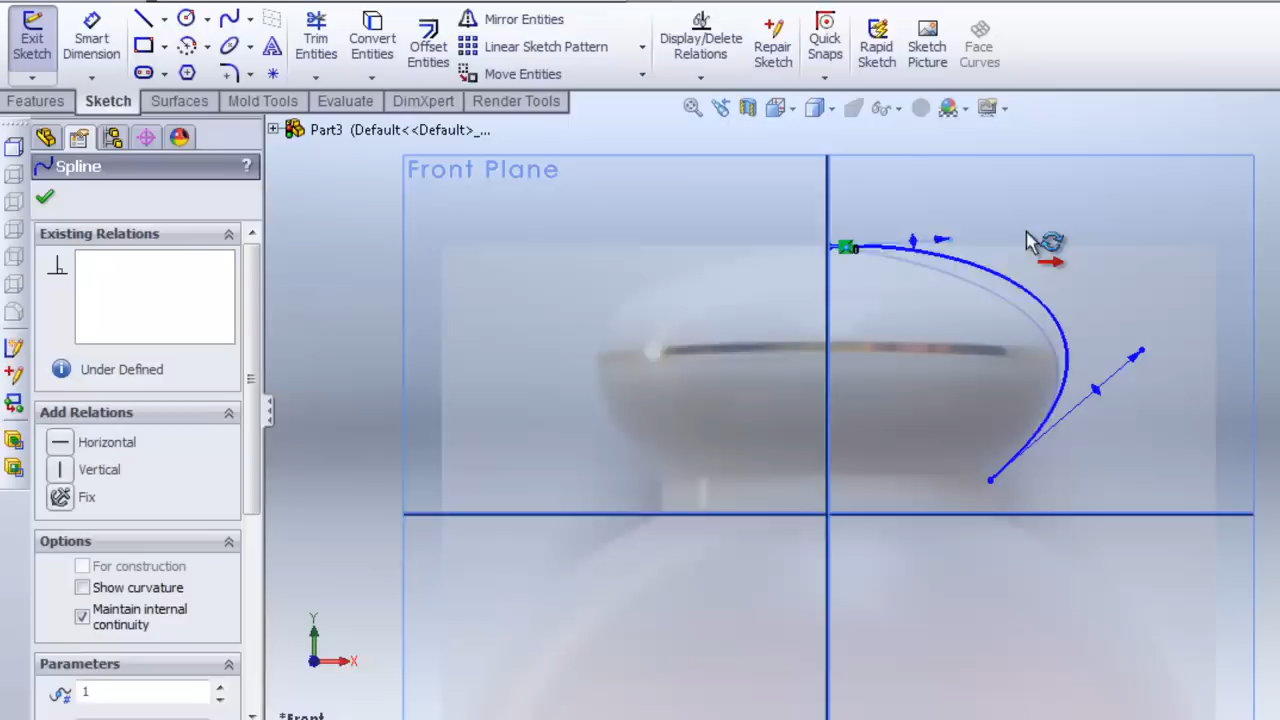 Exit Sketch
Smart Dimension
Trim Entities
Convert Entities
Offset Entities
Mirror Entities
Linear Sketch Pattern
Move Entities
Display/Delete Relations
Repair Sketch
Quick Snaps
Rapid Sketch
Sketch Picture
Face Curves
Features
Sketch
Surfaces
Mold Tools
Evaluate
DimXpert
Render Tools
Part3 (Default<<Default>_...
Spline
?
Existing Relations
Under Defined
Add Relations
Horizontal
Vertical
Fix
Options
For construction
Show curvature
Maintain internal
continuity
Parameters
1
Front Plane
0
Y
X
*Front